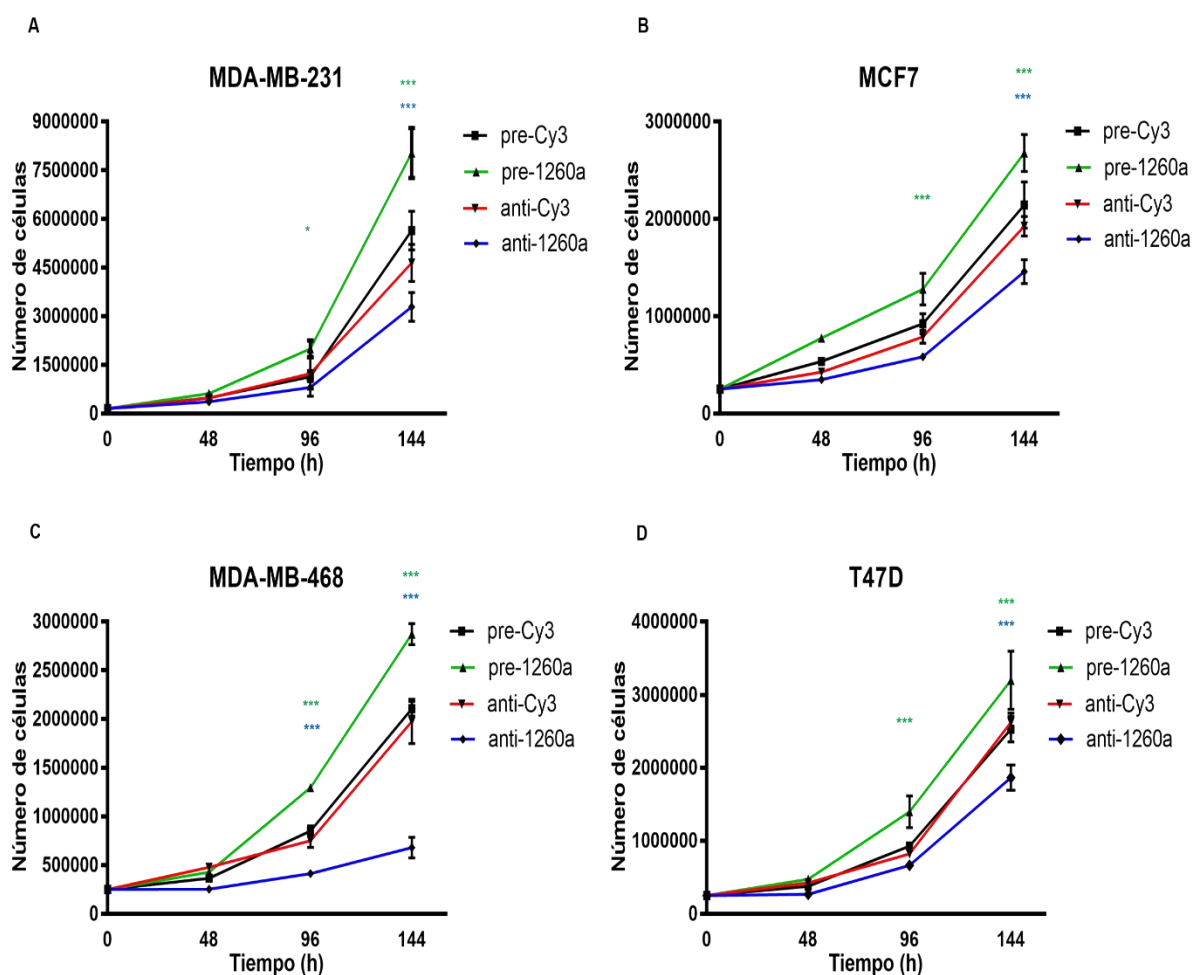 A
MDA-MB-231
***
***
*
Número de células
9000000
7500000
6000000
4500000
3000000
1500000
0
0 48 96 144
Tiempo (h)
pre-Cy3
pre-1260a
anti-Cy3
anti-1260a
B
MCF7
***
***
***
Número de células
3000000
2000000
1000000
0
0 48 96 144
Tiempo (h)
pre-Cy3
pre-1260a
anti-Cy3
anti-1260a
C
MDA-MB-468
***
***
***
***
Número de células
3000000
2500000
2000000
1500000
1000000
500000
0
0 48 96 144
Tiempo (h)
pre-Cy3
pre-1260a
anti-Cy3
anti-1260a
D
T47D
***
***
***
Número de células
4000000
3000000
2000000
1000000
0
0 48 96 144
Tiempo (h)
pre-Cy3
pre-1260a
anti-Cy3
anti-1260a